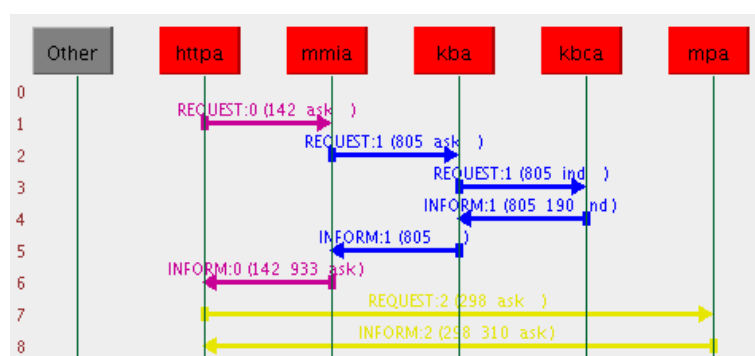 Other httpa mmia kba kbca mpa
0
REQUEST:0 (142 ask )
1
REQUEST:1 (805 ask )
2
REQUEST:1 (805 ind )
3
INFORM:1 (805 190 nd)
4
INFORM:1 (805 )
5
INFORM:0 (142 933 ask)
6
REQUEST:2 (298 ask )
7
INFORM:2 (298 310 ask)
8